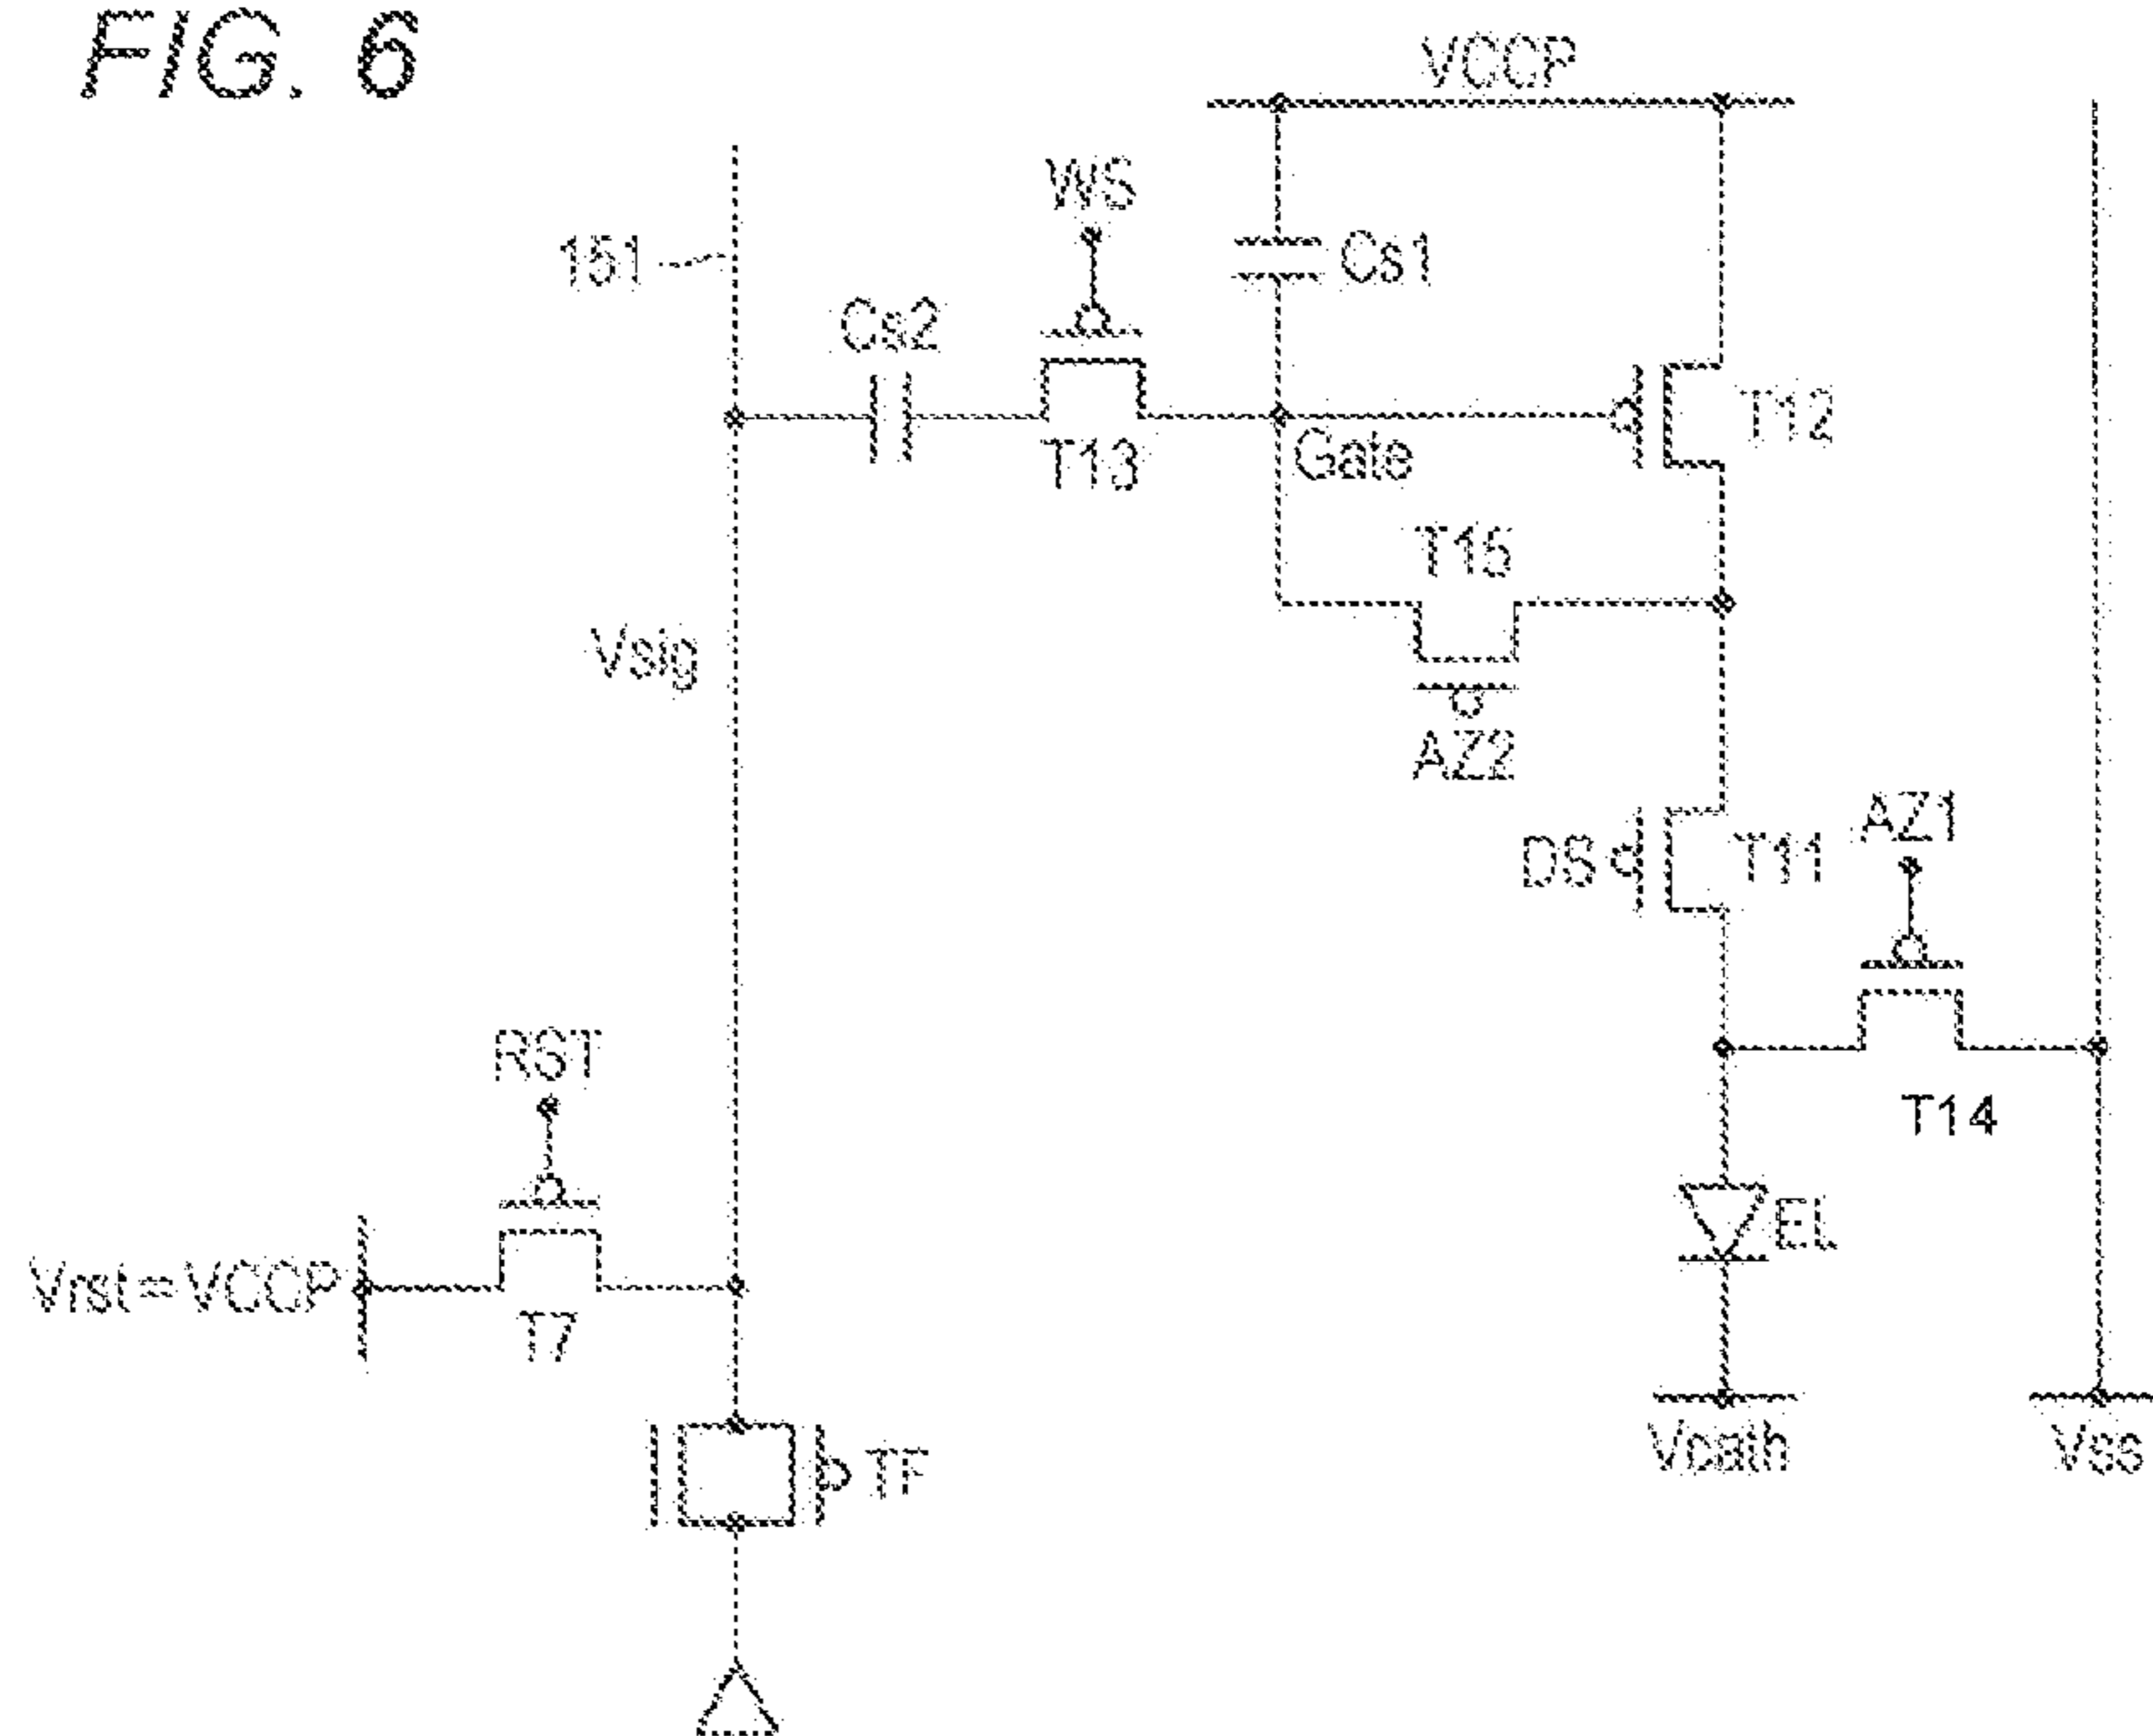 FIG. 6
VCCP
WS
151
Cs1
Cs2
T12
T13
Gate
T15
Vsig
AZ2
AZ1
DS
T11
RST
T14
EL
Vrst=VCCP
T7
Vcath
Vss
TF